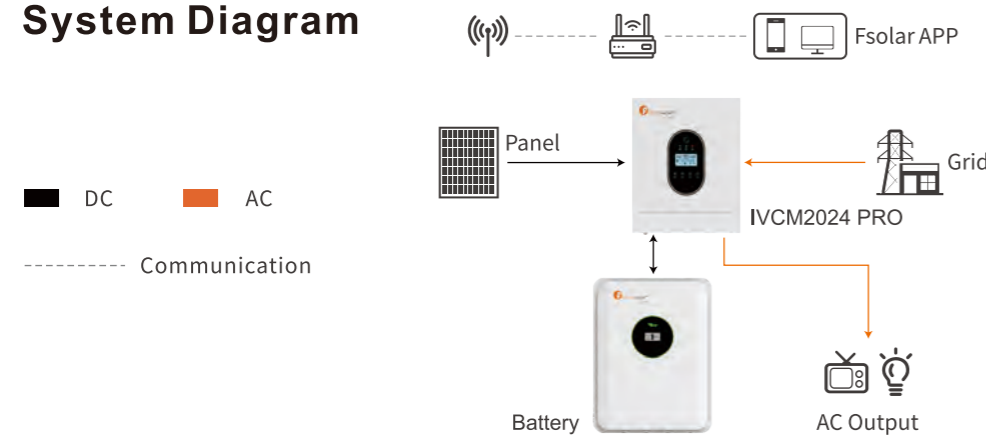 System Diagram
Fsolar APP
Panel
Grid
DC
AC
IVCM2024 PRO
Communication
Battery
AC Output